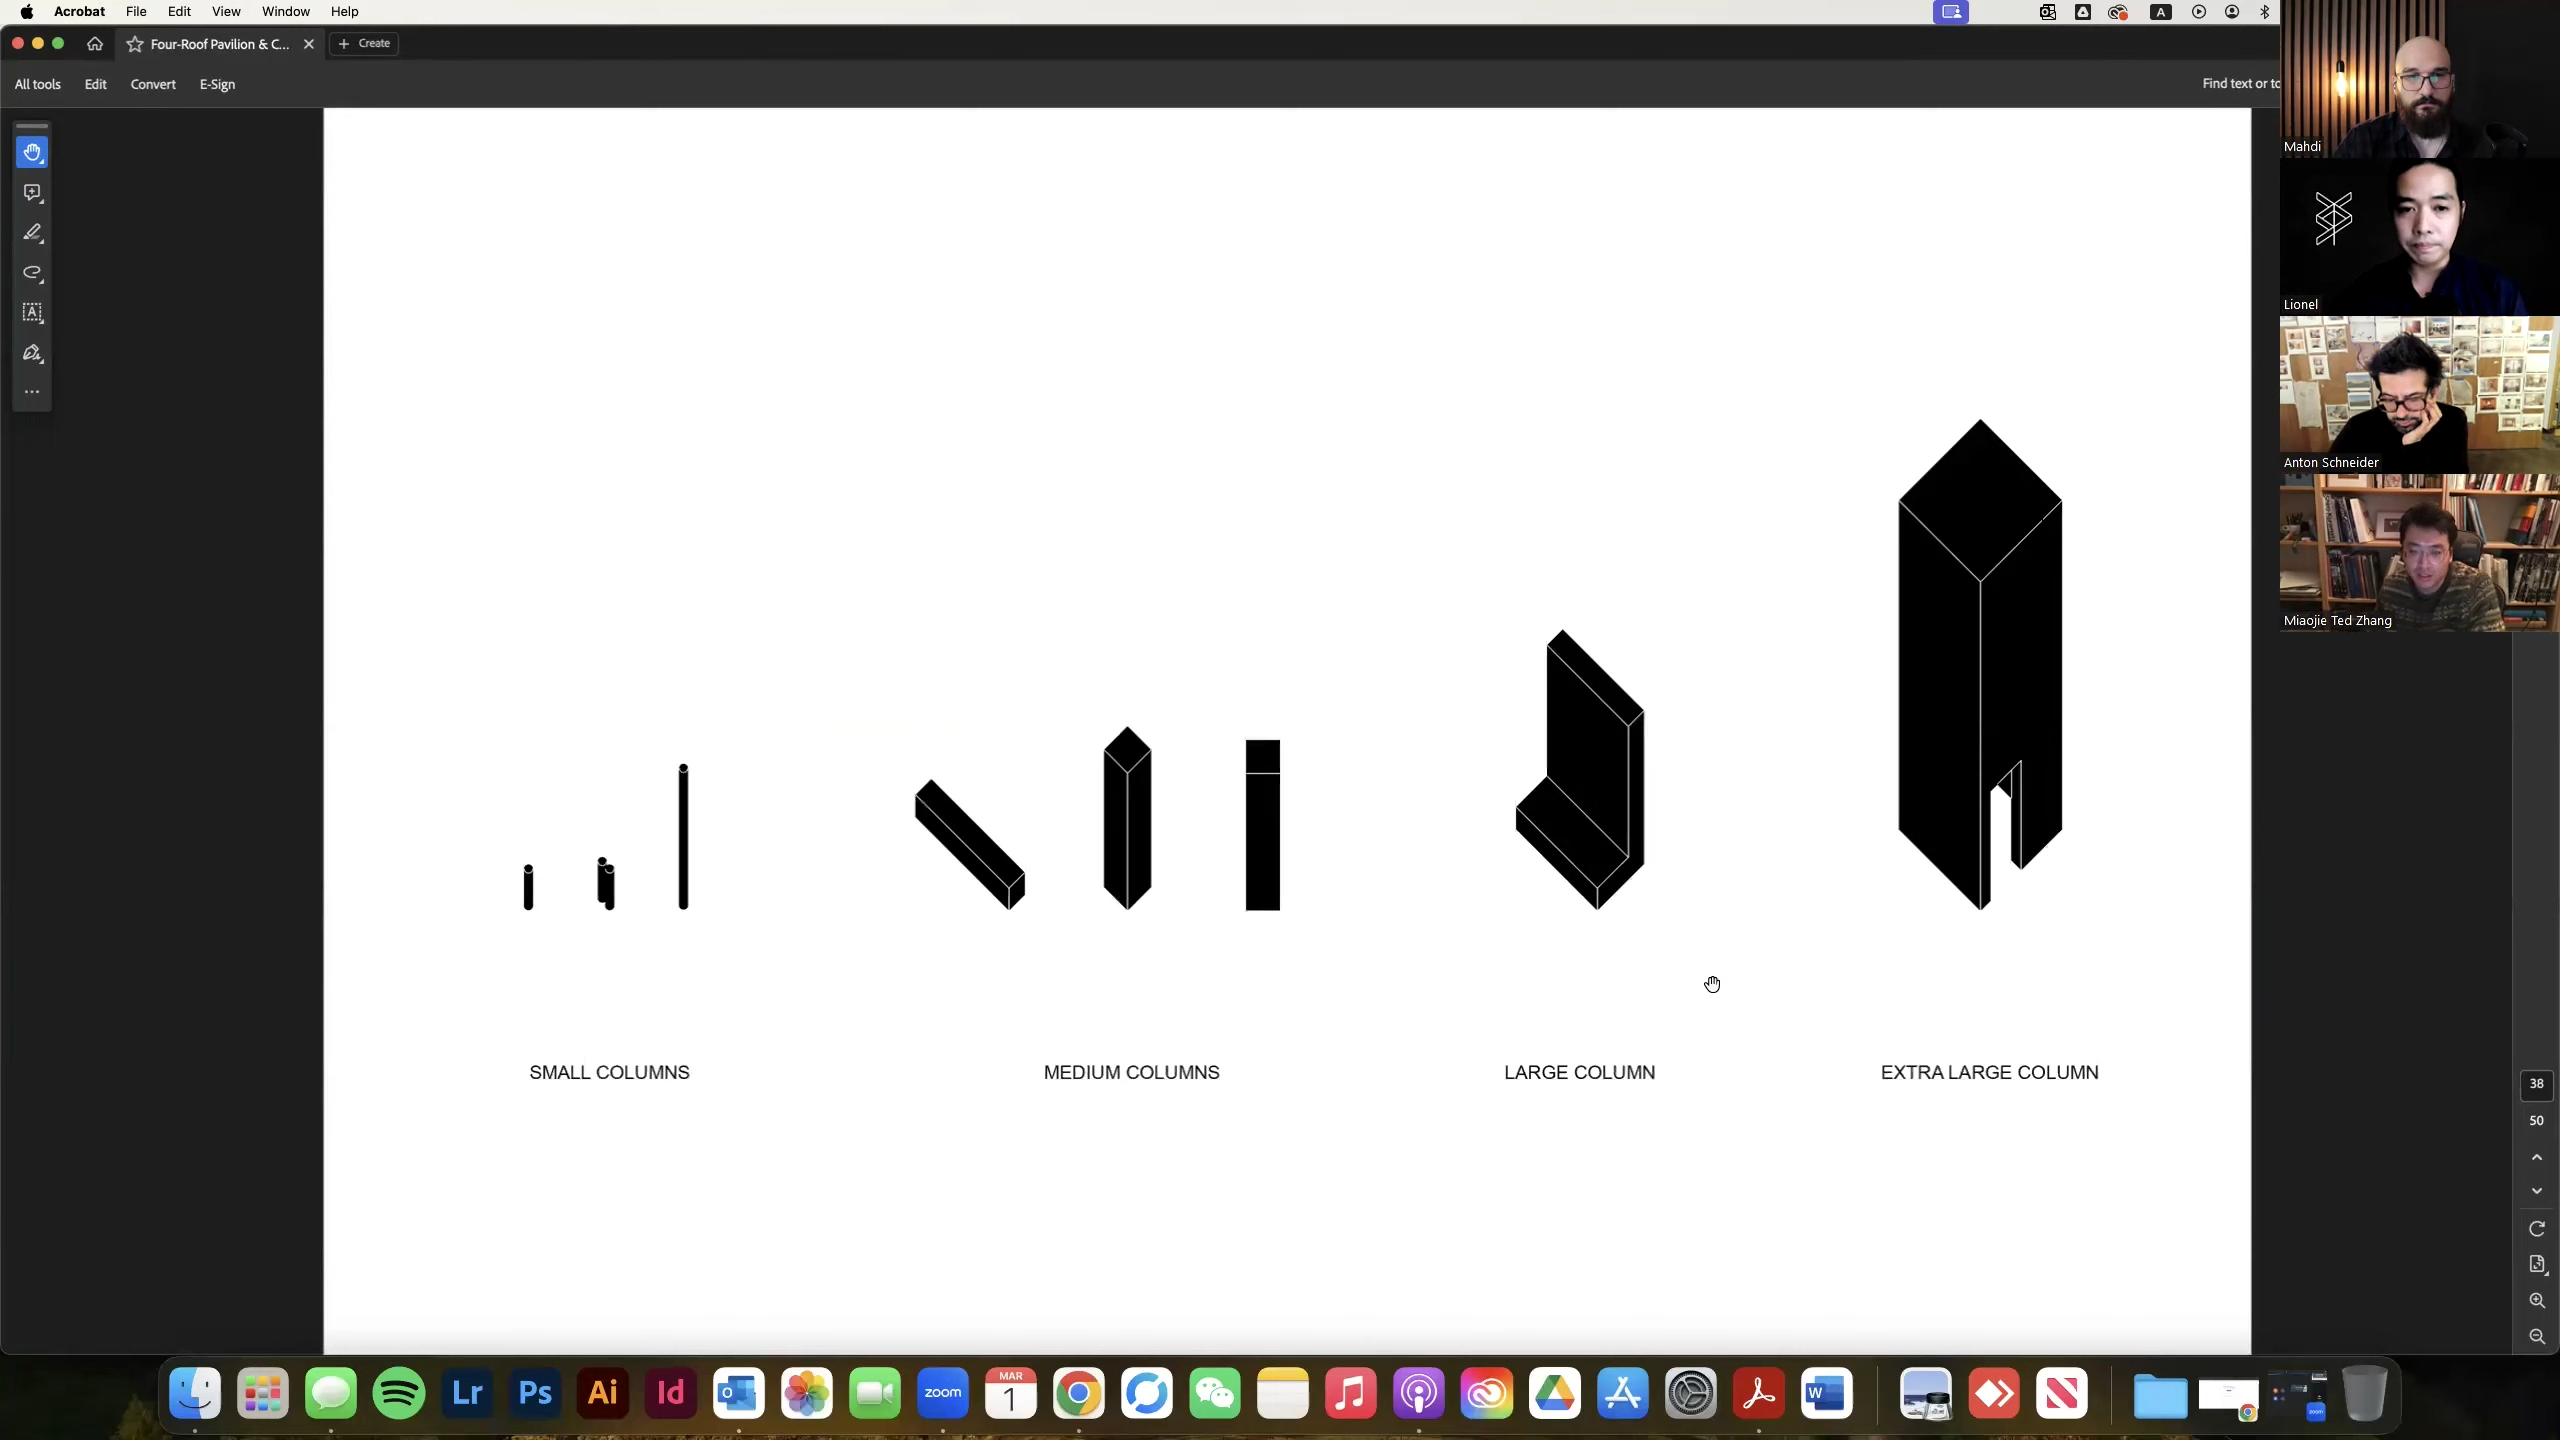 Acrobat File Edit View Window Help
Four-Roof Pavilion & C... Create
All tools Edit Convert E-Sign
Find text or to
Mahdi
Lionel
Anton Schneider
Miaojie Ted Zhang
SMALL COLUMNS MEDIUM COLUMNS LARGE COLUMN EXTRA LARGE COLUMN
38
50
Lr Ps Ai Id zoom MAR
1
W